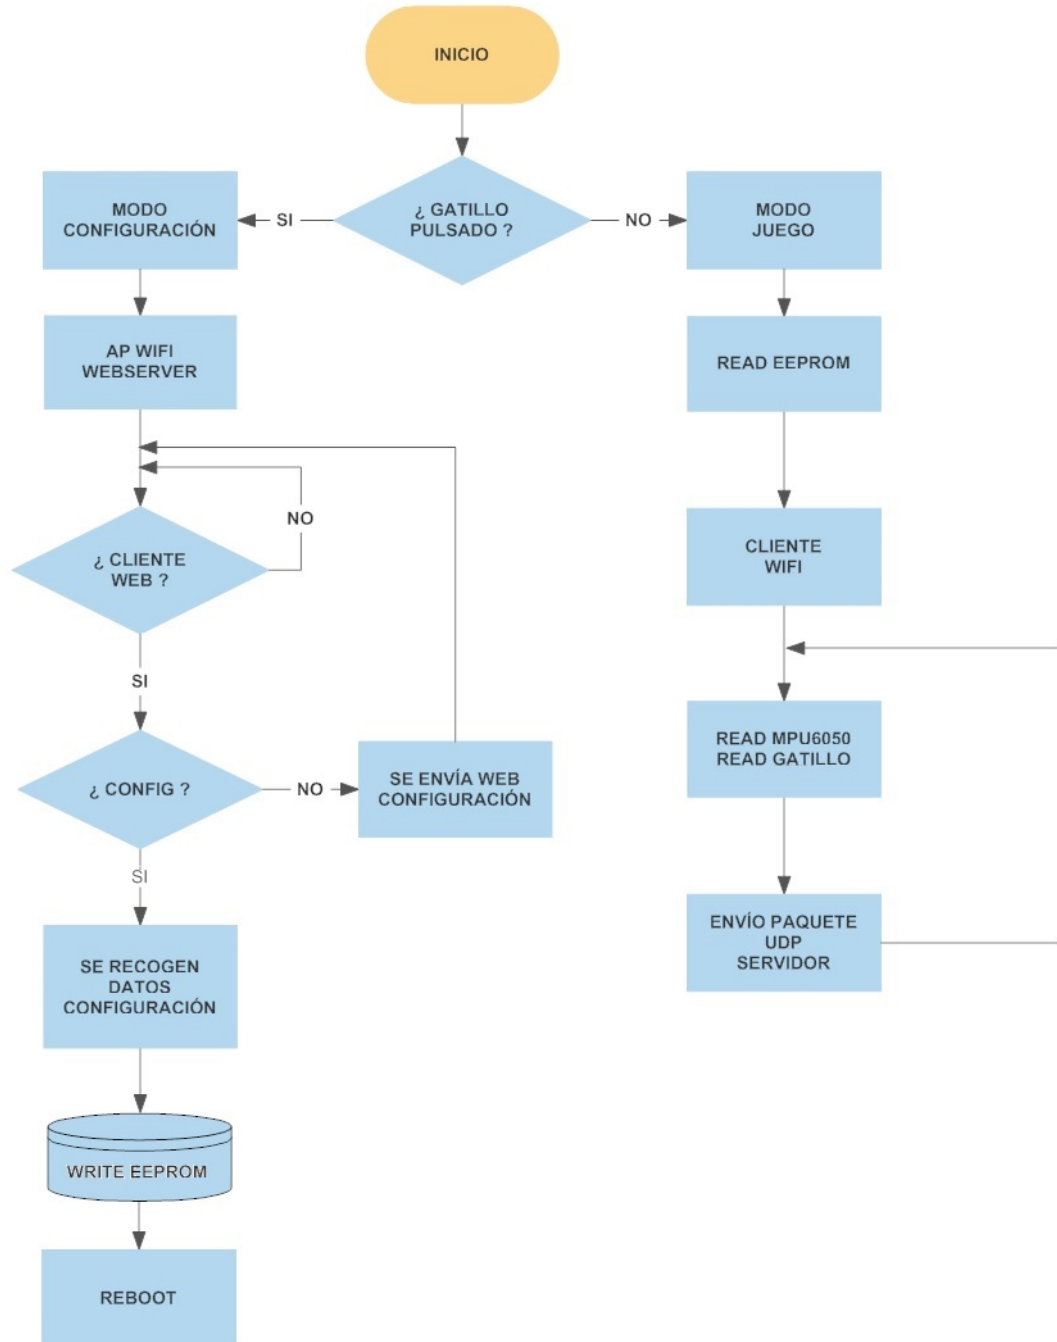 INICIO
¿ GATILLO
PULSADO ?
SI
NO
MODO
CONFIGURACIÓN
MODO
JUEGO
AP WIFI
WEBSERVER
READ EEPROM
NO
¿ CLIENTE
WEB ?
CLIENTE
WIFI
SI
¿ CONFIG ?
NO
SE ENVÍA WEB
CONFIGURACIÓN
READ MPU6050
READ GATILLO
SI
SE RECOGEN
DATOS
CONFIGURACIÓN
ENVÍO PAQUETE
UDP
SERVIDOR
WRITE EEPROM
REBOOT